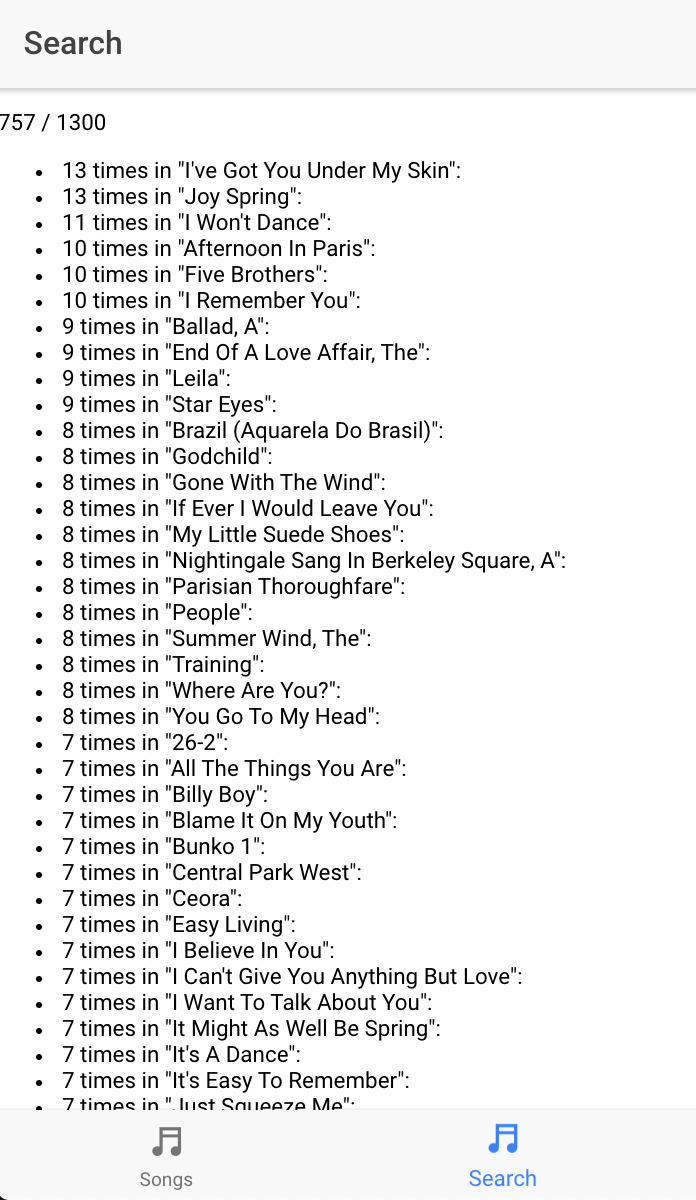 Search
757 / 1300
13 times in "I've Got You Under My Skin":
13 times in "Joy Spring":
11 times in "I Won't Dance":
10 times in "Afternoon In Paris":
10 times in "Five Brothers":
10 times in "I Remember You":
9 times in "Ballad, A":
9 times in "End Of A Love Affair, The":
9 times in "Leila":
9 times in "Star Eyes":
8 times in "Brazil (Aquarela Do Brasil)":
8 times in "Godchild":
8 times in "Gone With The Wind":
8 times in "If Ever I Would Leave You":
8 times in "My Little Suede Shoes":
8 times in "Nightingale Sang In Berkeley Square, A":
8 times in "Parisian Thoroughfare":
8 times in "People":
8 times in "Summer Wind, The":
8 times in "Training":
8 times in "Where Are You?":
8 times in "You Go To My Head":
7 times in "26-2":
7 times in "All The Things You Are":
7 times in "Billy Boy":
7 times in "Blame It On My Youth":
7 times in "Bunko 1":
7 times in "Central Park West":
7 times in "Ceora":
7 times in "Easy Living":
7 times in "I Believe In You":
7 times in "I Can't Give You Anything But Love":
7 times in "I Want To Talk About You":
7 times in "It Might As Well Be Spring":
7 times in "It's A Dance":
7 times in "It's Easy To Remember":
7 times in "Just Squeeze Me":
Songs
Search